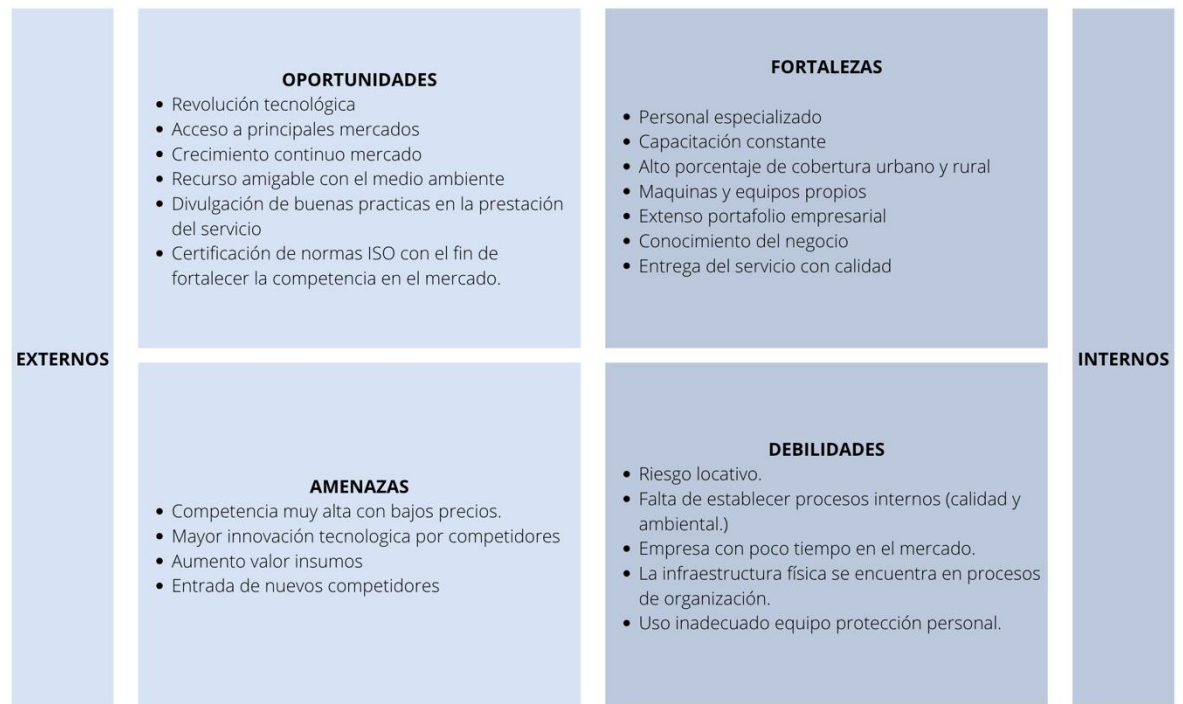 EXTERNOS
OPORTUNIDADES
• Revolución tecnológica
• Acceso a principales mercados
• Crecimiento continuo mercado
• Recurso amigable con el medio ambiente
• Divulgación de buenas practicas en la prestación
del servicio
• Certificación de normas ISO con el fin de
fortalecer la competencia en el mercado.
FORTALEZAS
• Personal especializado
• Capacitación constante
• Alto porcentaje de cobertura urbano y rural
• Maquinas y equipos propios
• Extenso portafolio empresarial
• Conocimiento del negocio
• Entrega del servicio con calidad
INTERNOS
AMENAZAS
• Competencia muy alta con bajos precios.
• Mayor innovación tecnologica por competidores
• Aumento valor insumos
• Entrada de nuevos competidores
DEBILIDADES
• Riesgo locativo.
• Falta de establecer procesos internos (calidad y
ambiental.)
• Empresa con poco tiempo en el mercado.
• La infraestructura física se encuentra en procesos
de organización.
• Uso inadecuado equipo protección personal.